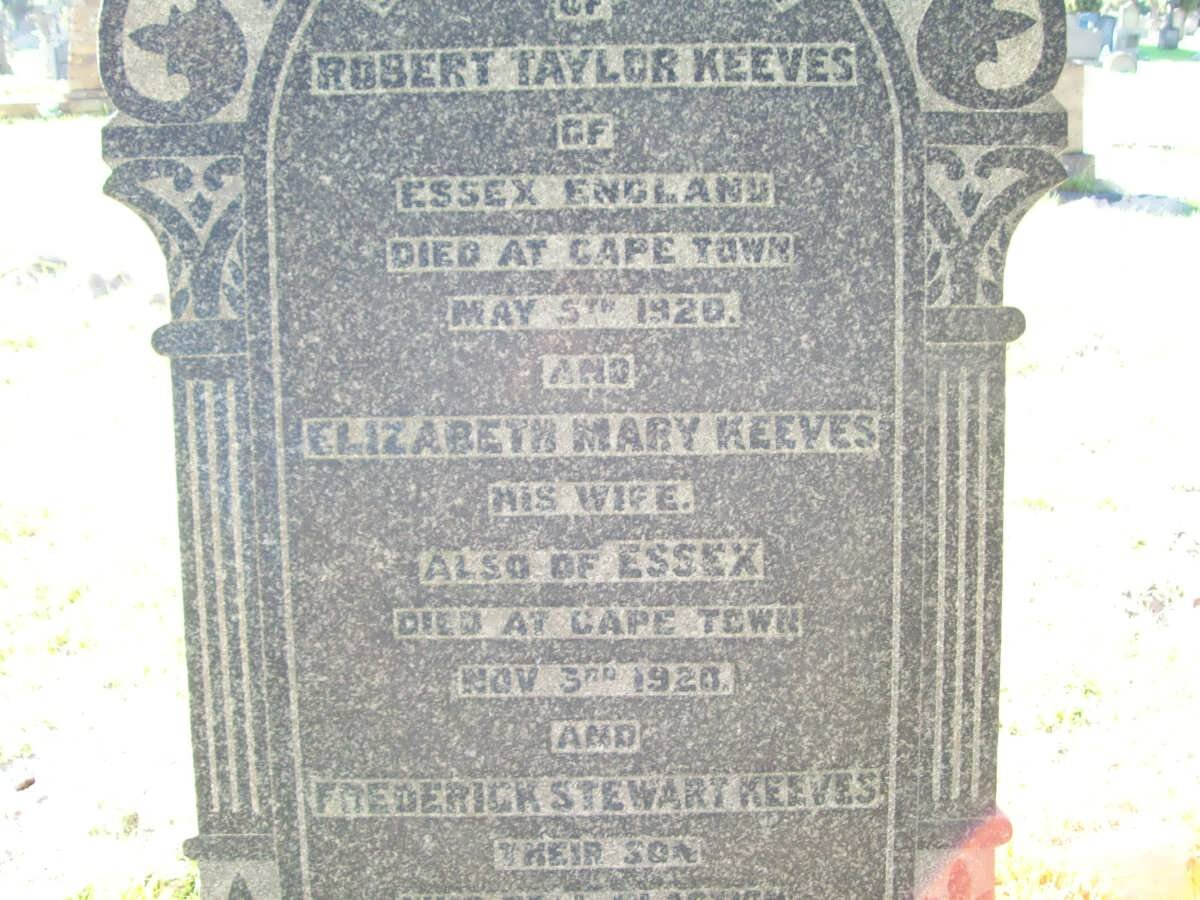 OF
ROBERT TAYLOR KEEVES
OF
ESSEX ENGLAND
DIED AT CAPE TOWN
MAY 5TH 1920.
AND
ELIZABETH MARY KEEVES
HIS WIFE.
ALSO OF ESSEX
DIED AT CAPE TOWN
NOV 3RD 1920.
AND
FREDERICK STEWART KEEVES
THEIR SON